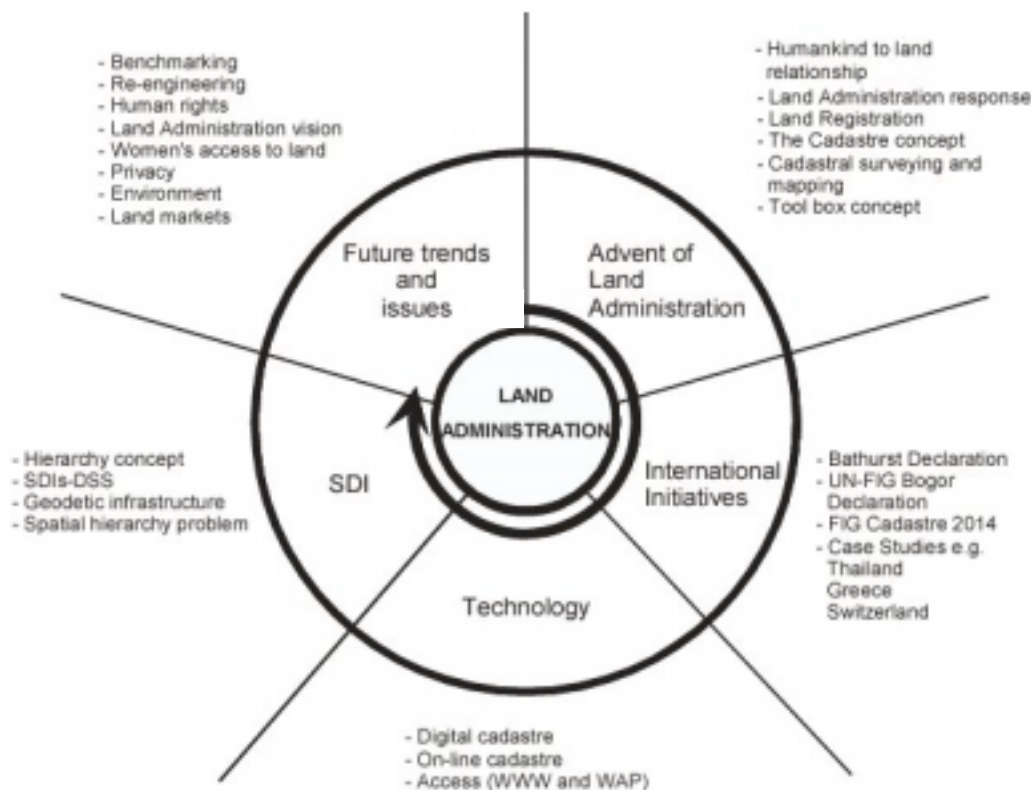 - Benchmarking
- Re-engineering
- Human rights
- Land Administration vision
- Women's access to land
- Privacy
- Environment
- Land markets
- Humankind to land
relationship
- Land Administration response
- Land Registration
- The Cadastre concept
- Cadastral surveying and
mapping
- Tool box concept
Future trends
and
issues
Advent of
Land
Administration
LAND
ADMINISTRATION
SDI
International
Initiatives
Technology
- Hierarchy concept
- SDIs-DSS
- Geodetic infrastructure
- Spatial hierarchy problem
- Bathurst Declaration
- UN-FIG Bogor
Declaration
- FIG Cadastre 2014
- Case Studies e.g.
Thailand
Greece
Switzerland
- Digital cadastre
- On-line cadastre
- Access (WWW and WAP)